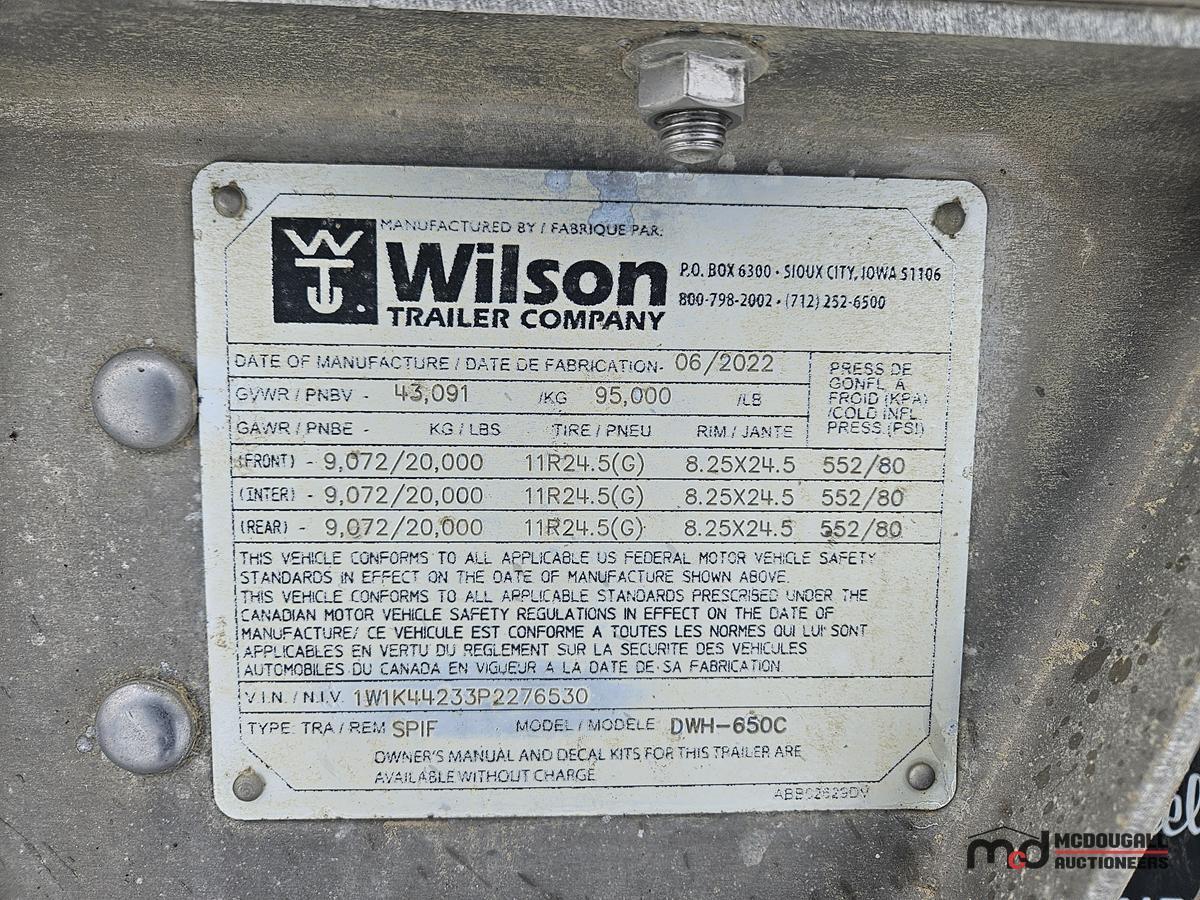 MANUFACTURED BY / FABRIQUE PAR:
WTJ.
Wilson
TRAILER COMPANY
P.O. BOX 6300 • SIOUX CITY, IOWA 51106
800-798-2002 • (712) 252-6500
DATE OF MANUFACTURE / DATE DE FABRICATION- 06/2022
GVWR / PNBV - 43,091 /KG 95,000 /LB
PRESS DE
GONFL A
FROID (KPA)
/COLD INFL
PRESS.(PSI)
GAWR / PNBE - KG / LBS TIRE / PNEU RIM / JANTE
(FRONT) - 9,072/20,000 11R24.5(G) 8.25X24.5 552/80
(INTER) - 9,072/20,000 11R24.5(G) 8.25X24.5 552/80
(REAR) - 9,072/20,000 11R24.5(G) 8.25X24.5 552/80
THIS VEHICLE CONFORMS TO ALL APPLICABLE US FEDERAL MOTOR VEHICLE SAFETY
STANDARDS IN EFFECT ON THE DATE OF MANUFACTURE SHOWN ABOVE.
THIS VEHICLE CONFORMS TO ALL APPLICABLE STANDARDS PRESCRIBED UNDER THE
CANADIAN MOTOR VEHICLE SAFETY REGULATIONS IN EFFECT ON THE DATE OF
MANUFACTURE/ CE VEHICULE EST CONFORME A TOUTES LES NORMES QUI LUI SONT
APPLICABLES EN VERTU DU REGLEMENT SUR LA SECURITE DES VEHICULES
AUTOMOBILES DU CANADA EN VIGUEUR A LA DATE DE SA FABRICATION
V.I.N. / N.I.V. 1W1K44233P2276530
TYPE: TRA / REM SPIF MODEL / MODELE DWH-650C
OWNER'S MANUAL AND DECAL KITS FOR THIS TRAILER ARE
AVAILABLE WITHOUT CHARGE
mcd MCDOUGALL
AUCTIONEERS